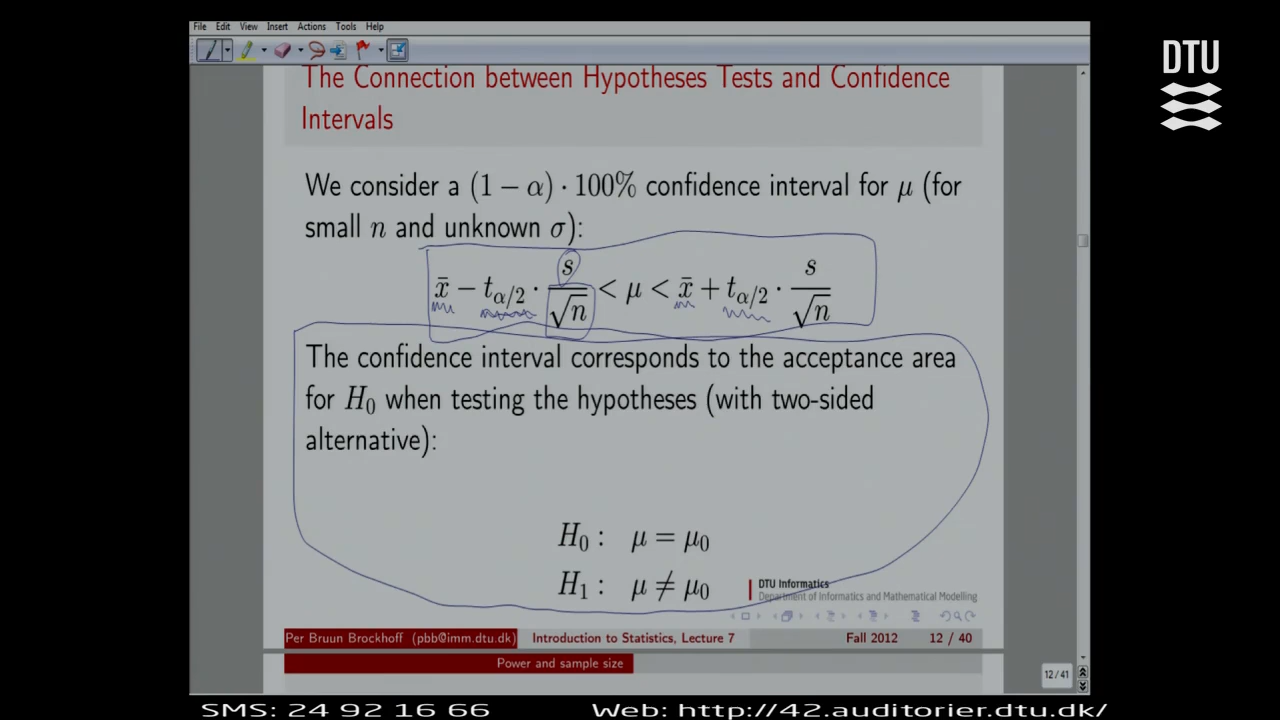 File Edit View Insert Actions Tools Help
DTU
The Connection between Hypotheses Tests and Confidence
Intervals
We consider a (1 − α) · 100% confidence interval for μ (for
small n and unknown σ):
x̄ − t_{α/2} · s/√n < μ < x̄ + t_{α/2} · s/√n
The confidence interval corresponds to the acceptance area
for H₀ when testing the hypotheses (with two-sided
alternative):
H₀ : μ = μ₀
H₁ : μ ≠ μ₀
DTU Informatics
Department of Informatics and Mathematical Modelling
Per Bruun Brockhoff (pbb@imm.dtu.dk) Introduction to Statistics, Lecture 7 Fall 2012 12 / 40
Power and sample size
12/41
SMS: 24 92 16 66 Web: http://42.auditorier.dtu.dk/